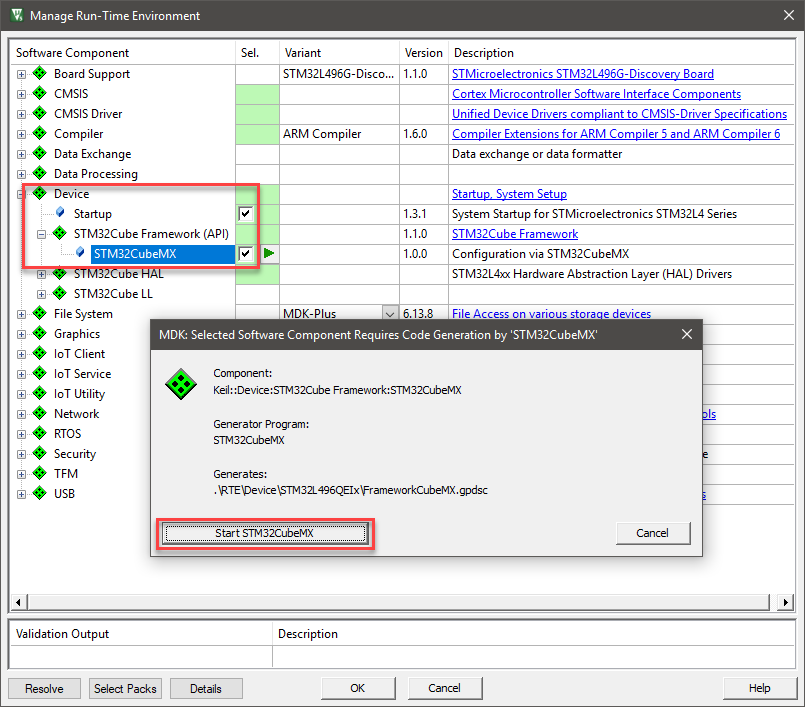 Manage Run-Time Environment
Software Component Sel. Variant Version Description
Board Support STM32L496G-Disco... 1.1.0 STMicroelectronics STM32L496G-Discovery Board
CMSIS Cortex Microcontroller Software Interface Components
CMSIS Driver Unified Device Drivers compliant to CMSIS-Driver Specifications
Compiler ARM Compiler 1.6.0 Compiler Extensions for ARM Compiler 5 and ARM Compiler 6
Data Exchange Data exchange or data formatter
Data Processing
Device Startup, System Setup
Startup 1.3.1 System Startup for STMicroelectronics STM32L4 Series
STM32Cube Framework (API) 1.1.0 STM32Cube Framework
STM32CubeMX 1.0.0 Configuration via STM32CubeMX
STM32Cube HAL STM32L4xx Hardware Abstraction Layer (HAL) Drivers
STM32Cube LL
File System MDK-Plus 6.13.8 File Access on various storage devices
Graphics
IoT Client
IoT Service
IoT Utility
Network
RTOS
Security
TFM
USB
MDK: Selected Software Component Requires Code Generation by 'STM32CubeMX'
Component:
Keil::Device:STM32Cube Framework:STM32CubeMX
Generator Program:
STM32CubeMX
Generates:
.\RTE\Device\STM32L496QEIx\FrameworkCubeMX.gpdsc
Start STM32CubeMX Cancel
Validation Output Description
Resolve Select Packs Details OK Cancel Help